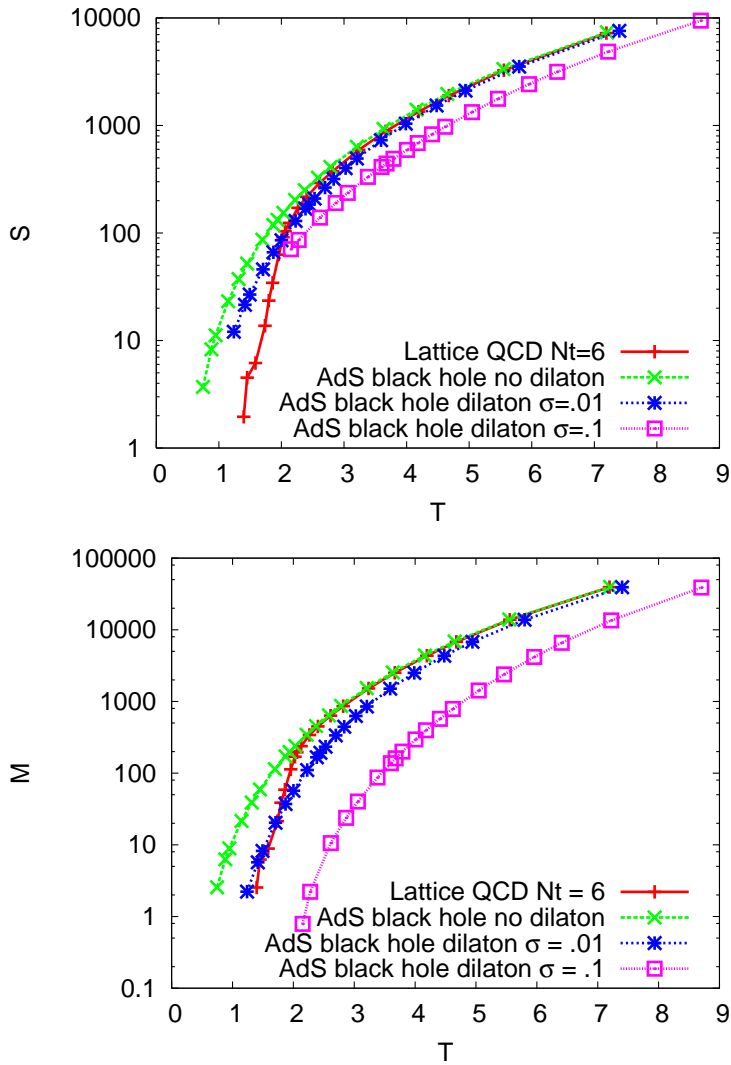 10000
1000
100
10
1
S
Lattice QCD Nt=6
AdS black hole no dilaton
AdS black hole dilaton σ=.01
AdS black hole dilaton σ=.1
0 1 2 3 4 5 6 7 8 9
T
100000
10000
1000
100
10
1
0.1
M
Lattice QCD Nt = 6
AdS black hole no dilaton
AdS black hole dilaton σ = .01
AdS black hole dilaton σ = .1
0 1 2 3 4 5 6 7 8 9
T